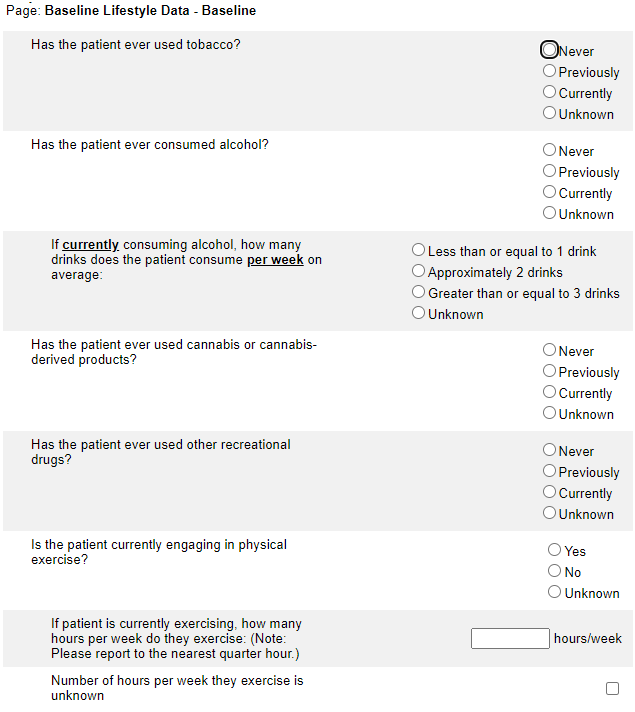 Page: Baseline Lifestyle Data - Baseline
Has the patient ever used tobacco?
Never
Previously
Currently
Unknown
Has the patient ever consumed alcohol?
Never
Previously
Currently
Unknown
If currently consuming alcohol, how many
drinks does the patient consume per week on
average:
Less than or equal to 1 drink
Approximately 2 drinks
Greater than or equal to 3 drinks
Unknown
Has the patient ever used cannabis or cannabis-
derived products?
Never
Previously
Currently
Unknown
Has the patient ever used other recreational
drugs?
Never
Previously
Currently
Unknown
Is the patient currently engaging in physical
exercise?
Yes
No
Unknown
If patient is currently exercising, how many
hours per week do they exercise: (Note:
Please report to the nearest quarter hour.)
hours/week
Number of hours per week they exercise is
unknown